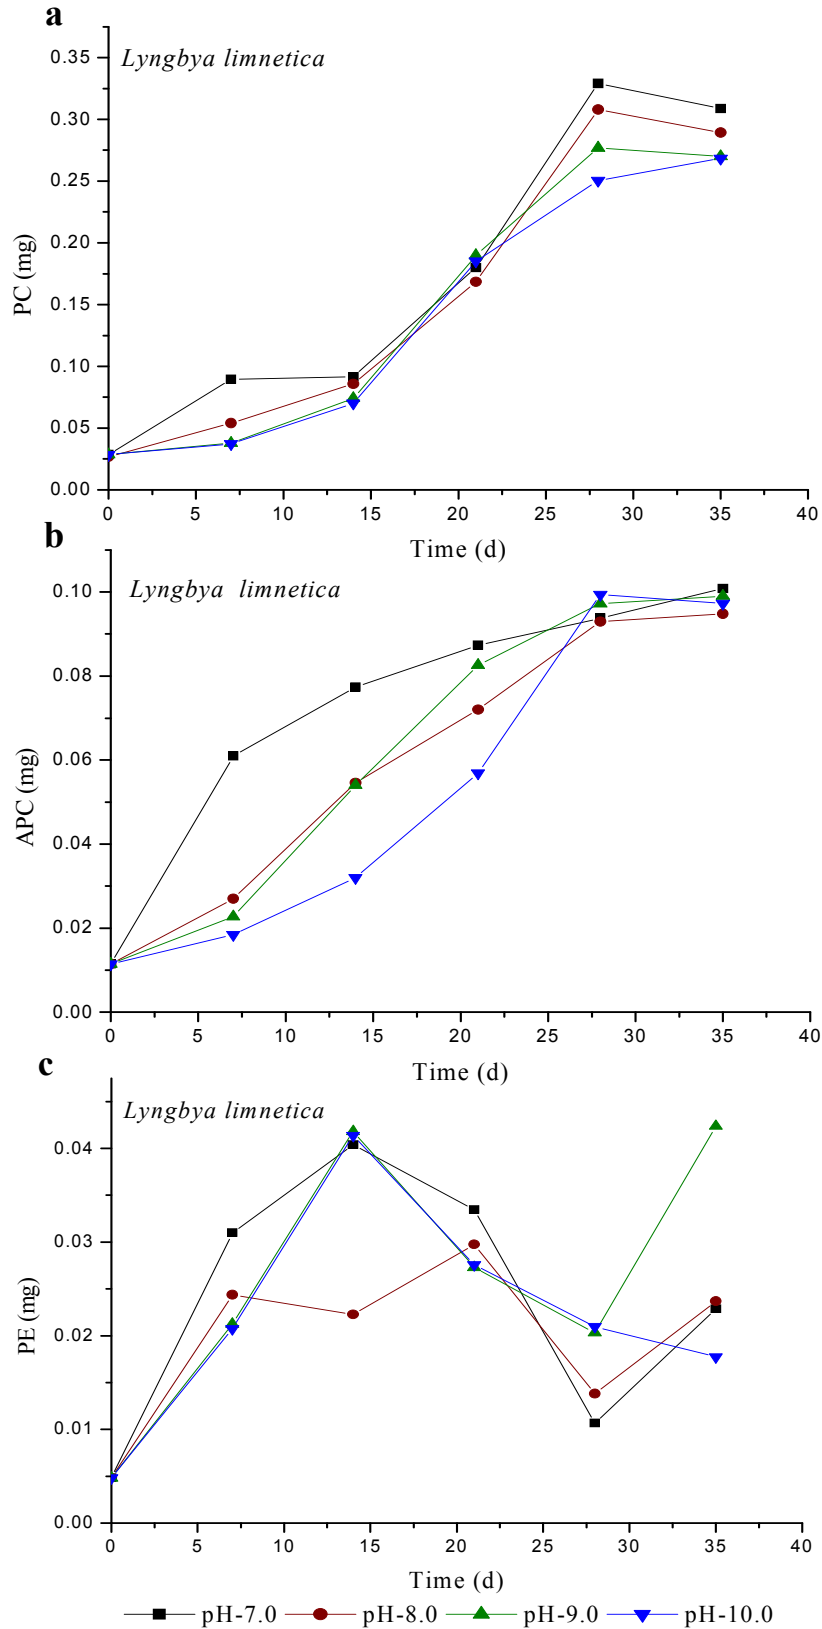 a
Lyngbya limnetica
0.35
0.30
0.25
0.20
0.15
0.10
0.05
0.00
PC (mg)
0 5 10 15 20 25 30 35 40
Time (d)
b
Lyngbya limnetica
0.10
0.08
0.06
0.04
0.02
0.00
APC (mg)
0 5 10 15 20 25 30 35 40
Time (d)
c
Lyngbya limnetica
0.04
0.03
0.02
0.01
0.00
PE (mg)
0 5 10 15 20 25 30 35 40
Time (d)
pH-7.0 pH-8.0 pH-9.0 pH-10.0